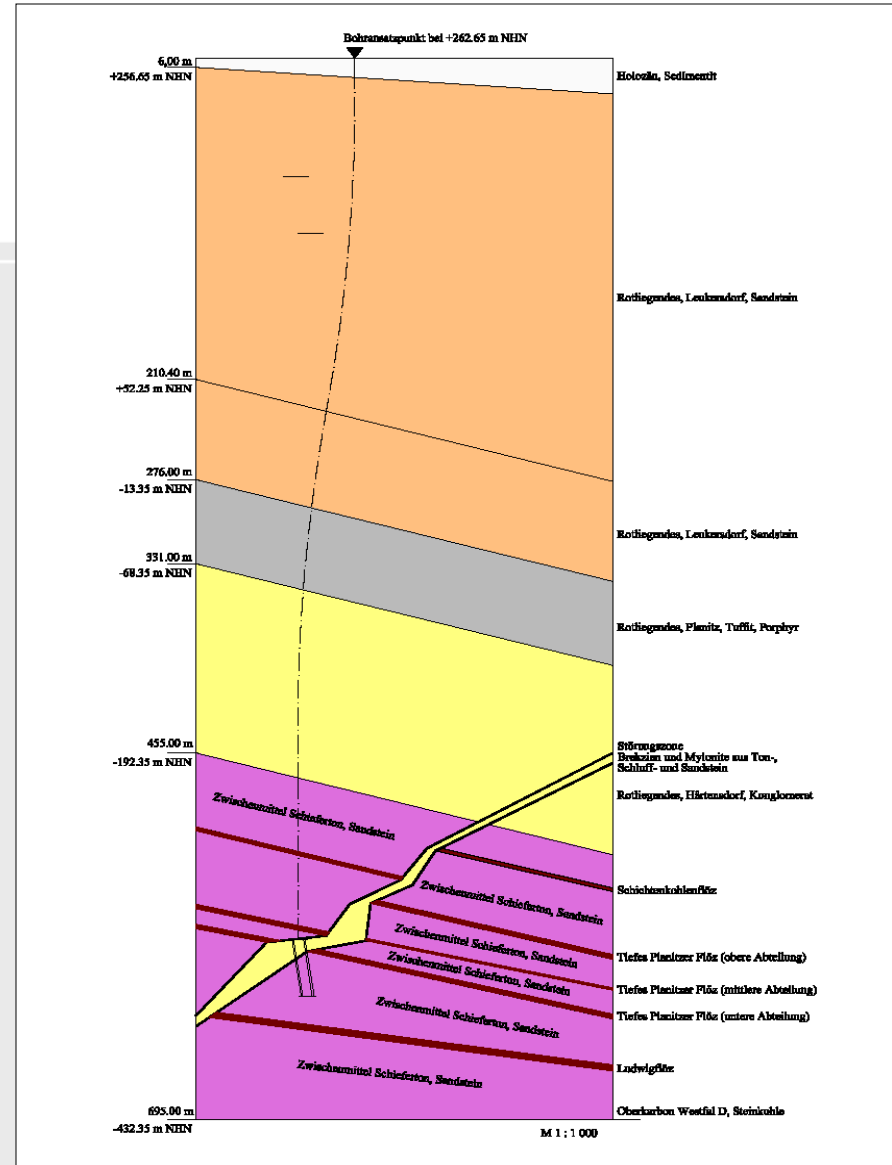 Bohransatzpunkt bei +262.65 m NHN
6,00 m
+256.65 m NHN
Holozän, Sedimentit
Rotliegendes, Leukersdorf, Sandstein
210.40 m
+52.25 m NHN
276.00 m
-13.35 m NHN
Rotliegendes, Leukersdorf, Sandstein
331.00 m
-68.35 m NHN
Rotliegendes, Planitz, Tuffit, Porphyr
455.00 m
-192.35 m NHN
Störungszone
Brekzien und Mylonite aus Ton-,
Schluff- und Sandstein
Rotliegendes, Härtensdorf, Konglomerat
Zwischenmittel Schieferton, Sandstein
Schichtenkohlenflöz
Zwischenmittel Schieferton, Sandstein
Zwischenmittel Schieferton, Sandstein
Tiefes Planitzer Flöz (obere Abteilung)
Zwischenmittel Schieferton, Sandstein
Tiefes Planitzer Flöz (mittlere Abteilung)
Zwischenmittel Schieferton, Sandstein
Tiefes Planitzer Flöz (untere Abteilung)
Zwischenmittel Schieferton, Sandstein
Ludwigflöz
695.00 m
-432.35 m NHN
Oberkarbon Westfal D, Steinkohle
M 1 : 1 000